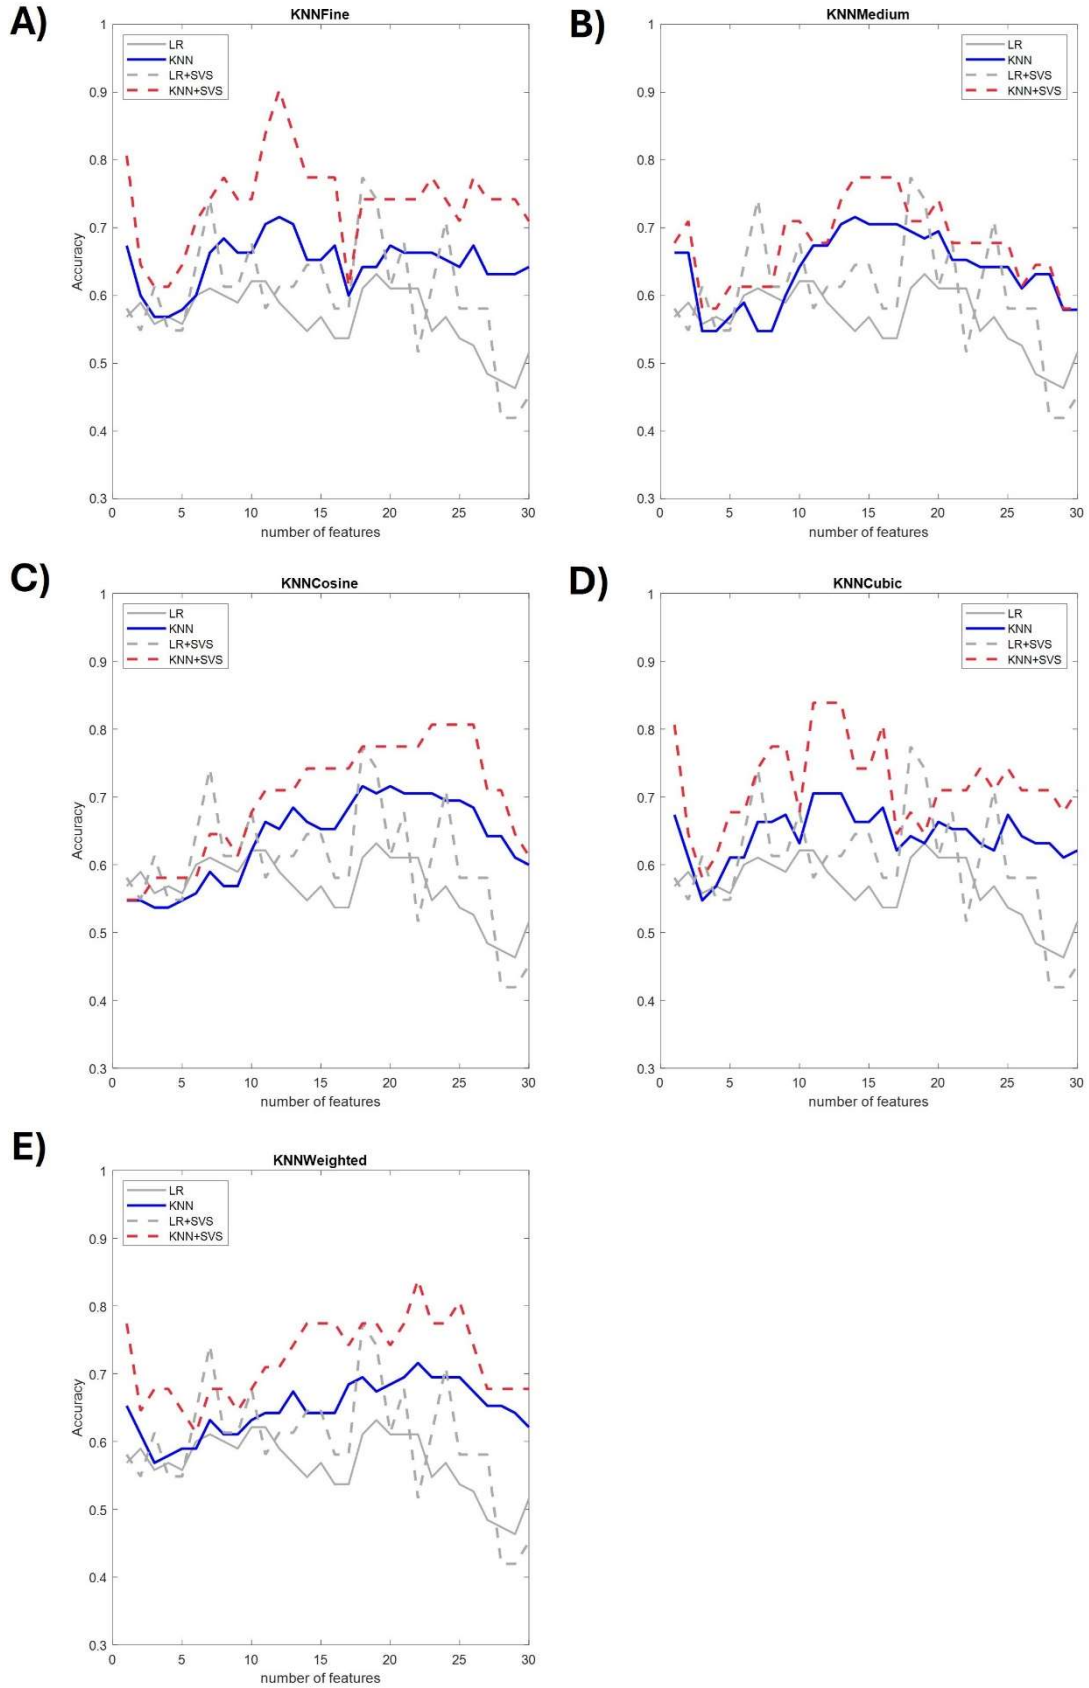 A)
KNNFine
LR
KNN
LR+SVS
KNN+SVS
1
0.9
0.8
0.7
0.6
0.5
0.4
0.3
Accuracy
0 5 10 15 20 25 30
number of features
B)
KNNMedium
LR
KNN
LR+SVS
KNN+SVS
1
0.9
0.8
0.7
0.6
0.5
0.4
0.3
0 5 10 15 20 25 30
number of features
C)
KNNCosine
LR
KNN
LR+SVS
KNN+SVS
1
0.9
0.8
0.7
0.6
0.5
0.4
0.3
Accuracy
0 5 10 15 20 25 30
number of features
D)
KNNCubic
LR
KNN
LR+SVS
KNN+SVS
1
0.9
0.8
0.7
0.6
0.5
0.4
0.3
0 5 10 15 20 25 30
number of features
E)
KNNWeighted
LR
KNN
LR+SVS
KNN+SVS
1
0.9
0.8
0.7
0.6
0.5
0.4
0.3
Accuracy
0 5 10 15 20 25 30
number of features